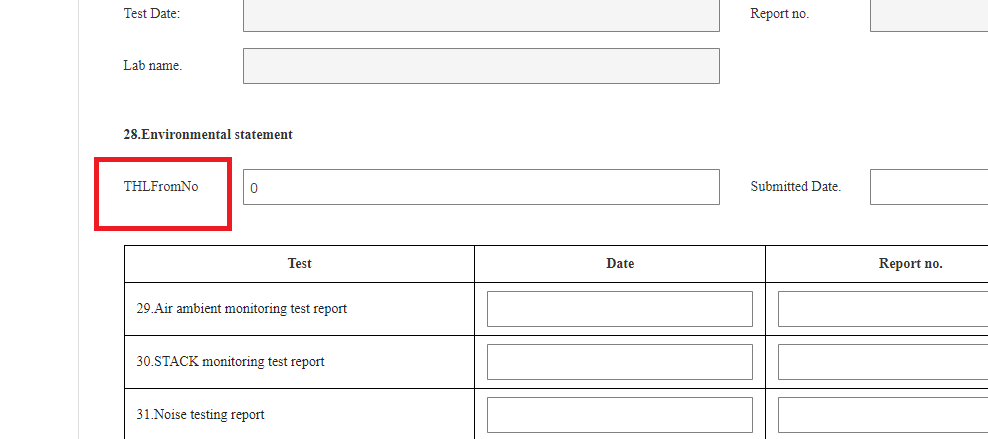 Test Date: Report no.
Lab name.
28.Environmental statement
THLFromNo 0 Submitted Date.
Test Date Report no.
29.Air ambient monitoring test report
30.STACK monitoring test report
31.Noise testing report